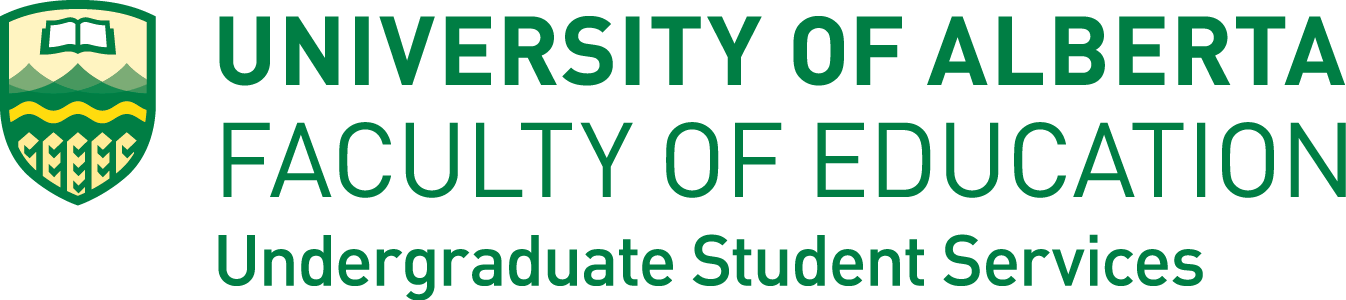 UNIVERSITY OF ALBERTA
FACULTY OF EDUCATION
Undergraduate Student Services